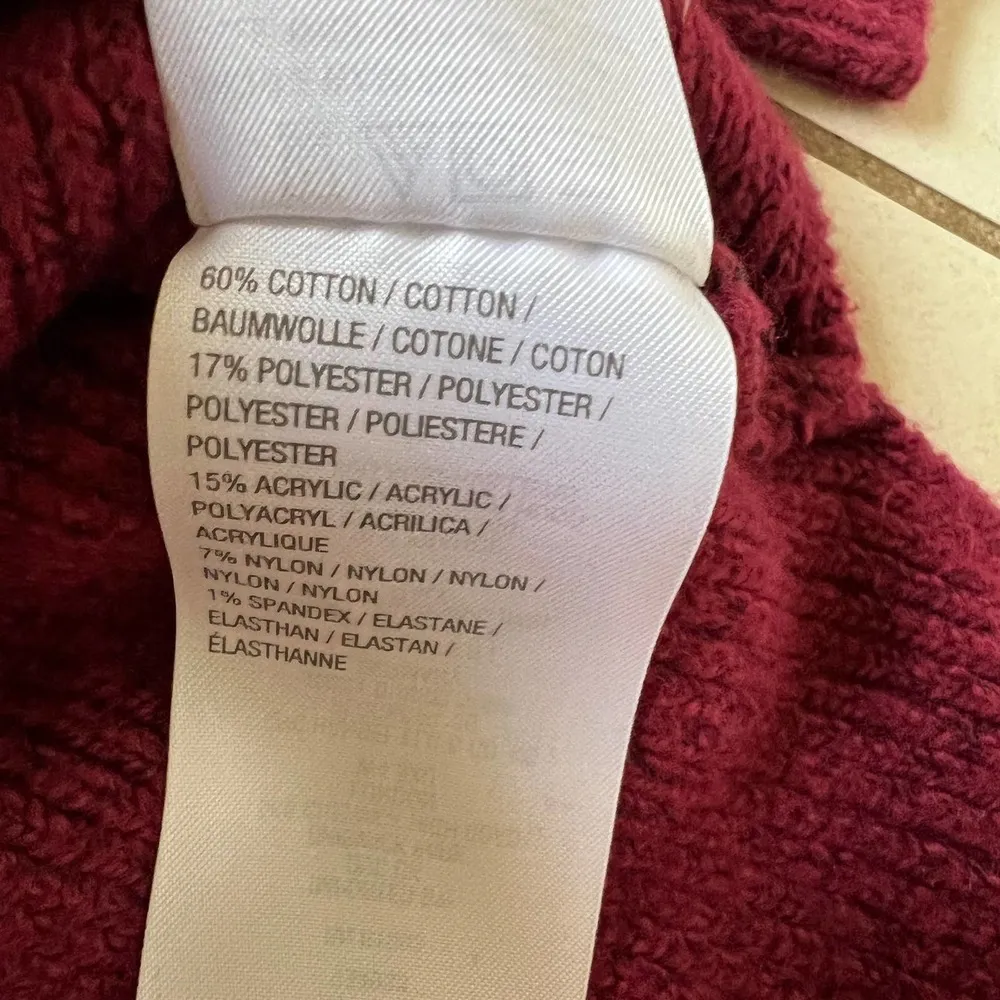 60% COTTON / COTTON /
BAUMWOLLE / COTONE / COTON
17% POLYESTER / POLYESTER /
POLYESTER / POLIESTERE /
POLYESTER
15% ACRYLIC / ACRYLIC /
POLYACRYL / ACRILICA /
ACRYLIQUE
7% NYLON / NYLON / NYLON /
NYLON / NYLON
1% SPANDEX / ELASTANE /
ELASTHAN / ELASTAN /
ÉLASTHANNE